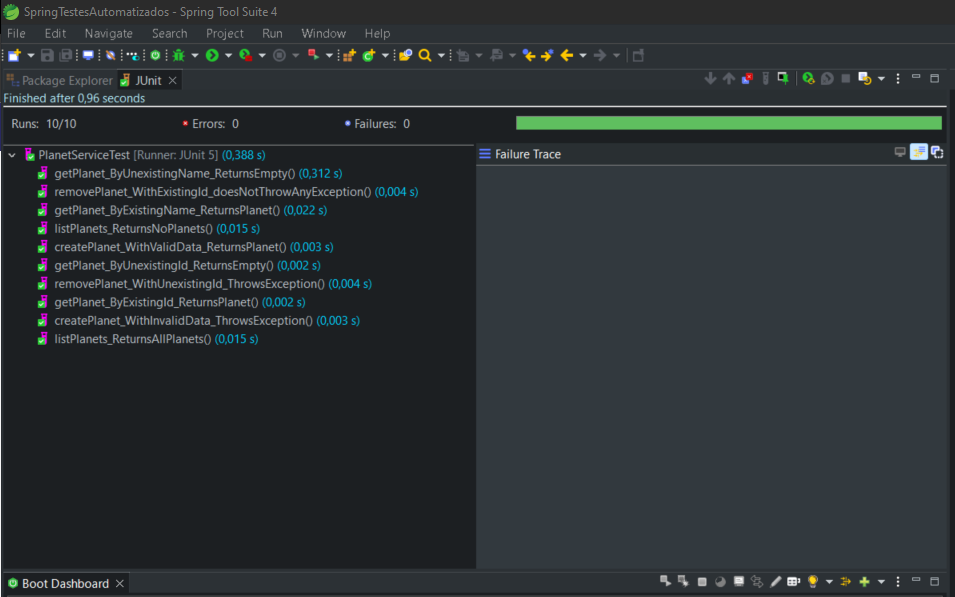 SpringTestesAutomatizados - Spring Tool Suite 4
File Edit Navigate Search Project Run Window Help
Package Explorer JUnit
Finished after 0,96 seconds
Runs: 10/10 Errors: 0 Failures: 0
PlanetServiceTest [Runner: JUnit 5] (0,388 s)
getPlanet_ByUnexistingName_ReturnsEmpty() (0,312 s)
removePlanet_WithExistingId_doesNotThrowAnyException() (0,004 s)
getPlanet_ByExistingName_ReturnsPlanet() (0,022 s)
listPlanets_ReturnsNoPlanets() (0,015 s)
createPlanet_WithValidData_ReturnsPlanet() (0,003 s)
getPlanet_ByUnexistingId_ReturnsEmpty() (0,002 s)
removePlanet_WithUnexistingId_ThrowsException() (0,004 s)
getPlanet_ByExistingId_ReturnsPlanet() (0,002 s)
createPlanet_WithInvalidData_ThrowsException() (0,003 s)
listPlanets_ReturnsAllPlanets() (0,015 s)
Failure Trace
Boot Dashboard